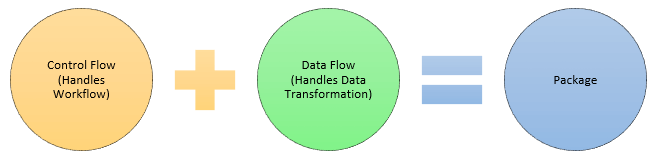 Control Flow
(Handles
Workflow)
Data Flow
(Handles Data
Transformation)
Package